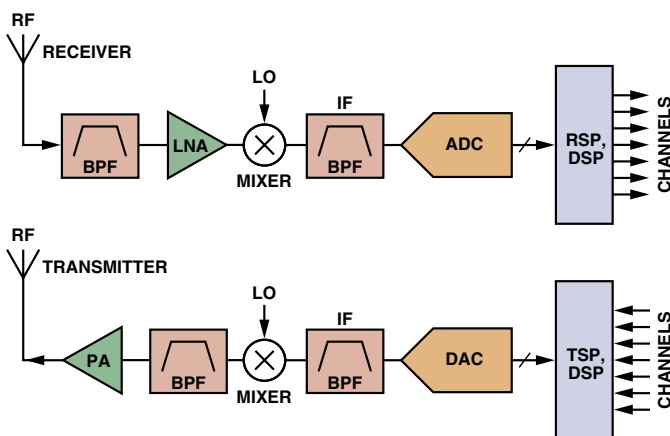 RF
RECEIVER
LO
IF
BPF
LNA
MIXER
BPF
ADC
RSP,
DSP
CHANNELS
RF
TRANSMITTER
LO
IF
PA
BPF
MIXER
BPF
DAC
TSP,
DSP
CHANNELS